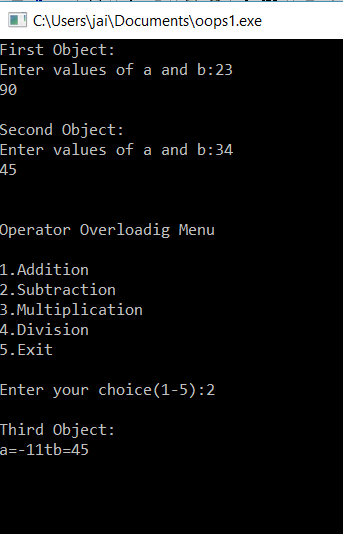 C:\Users\jai\Documents\oops1.exe
First Object:
Enter values of a and b:23
90
Second Object:
Enter values of a and b:34
45
Operator Overloadig Menu
1.Addition
2.Subtraction
3.Multiplication
4.Division
5.Exit
Enter your choice(1-5):2
Third Object:
a=-11tb=45